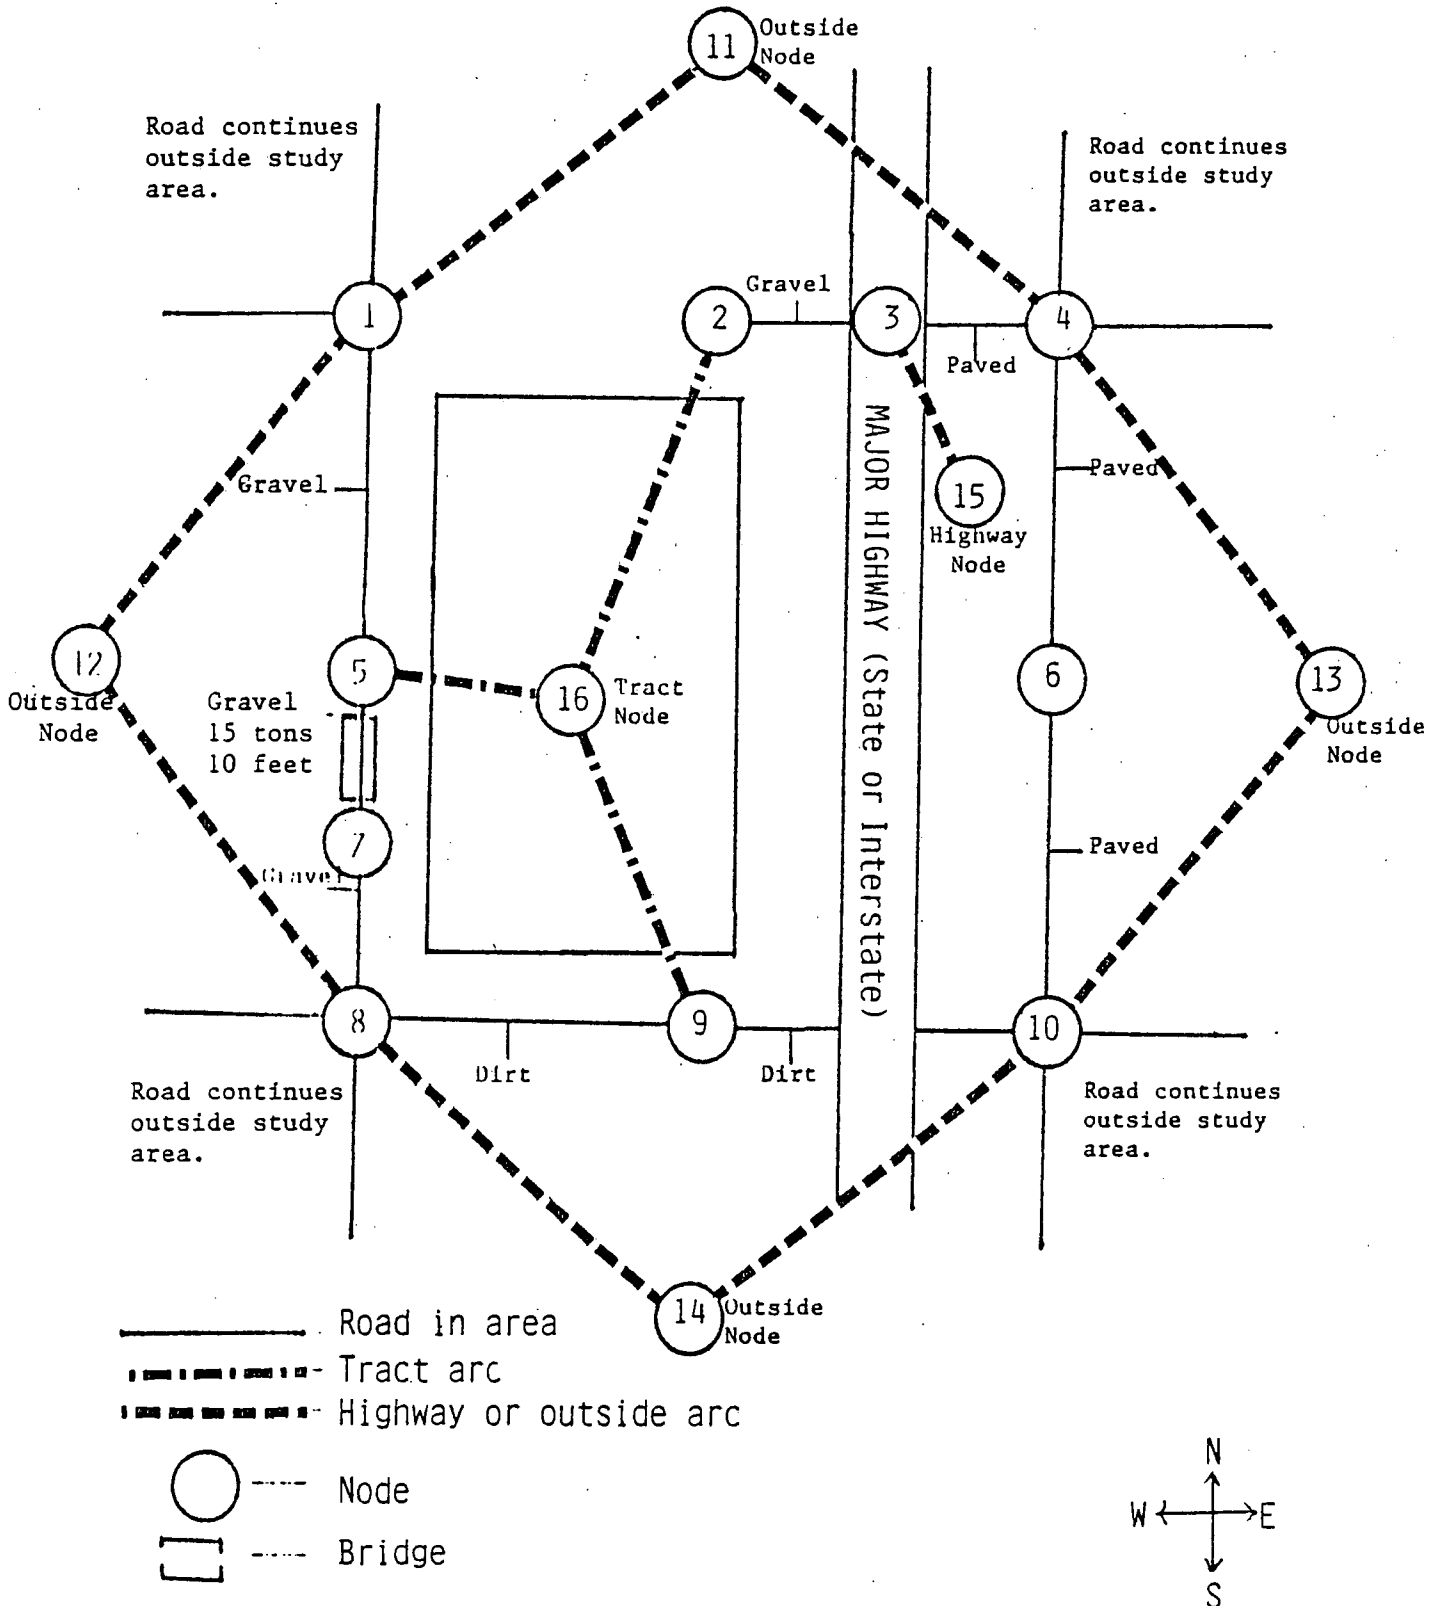 11
Outside
Node
Road continues
outside study
area.
Road continues
outside study
area.
1
2
Gravel
3
4
Paved
MAJOR HIGHWAY (State or Interstate)
Gravel
Paved
15
Highway
Node
12
Outside
Node
5
Gravel
15 tons
10 feet
16
Tract
Node
6
13
Outside
Node
7
Gravel
Paved
8
9
10
Dirt
Dirt
Road continues
outside study
area.
Road continues
outside study
area.
14
Outside
Node
Road in area
Tract arc
Highway or outside arc
Node
Bridge
N
W
E
S